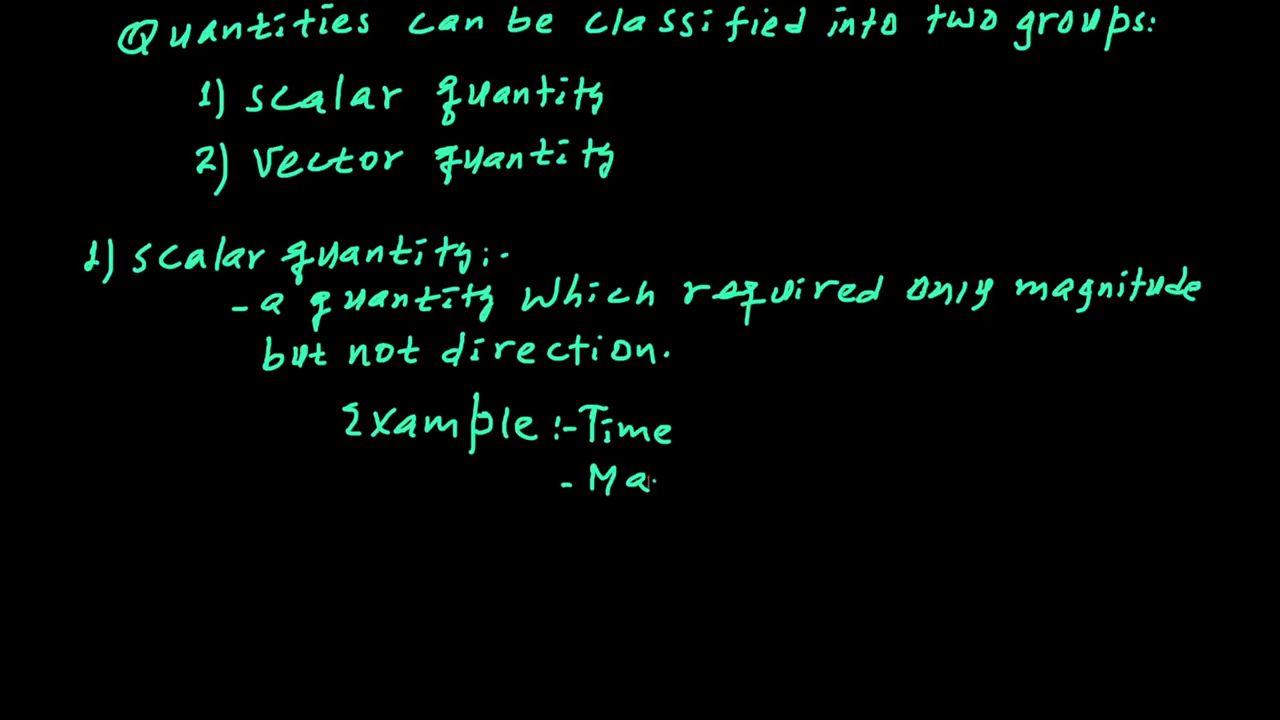 Quantities can be classified into two groups:
1) scalar quantity
2) vector quantity
1) scalar quantity:-
- a quantity which required only magnitude
but not direction.
Example :- Time
- Ma